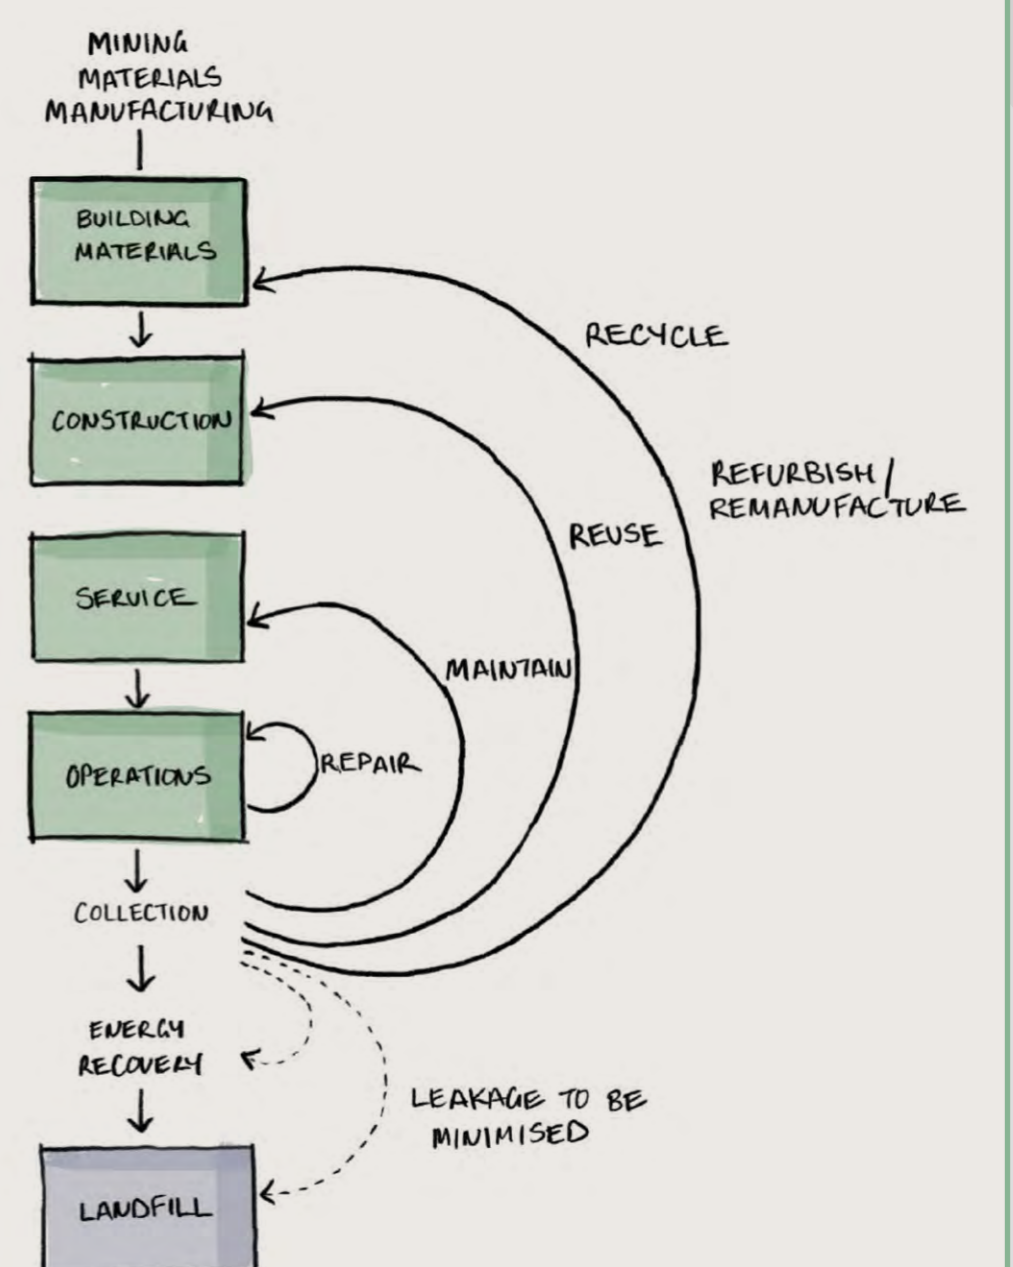 MINING
MATERIALS
MANUFACTURING
BUILDING
MATERIALS
RECYCLE
CONSTRUCTION
REFURBISH/
REMANUFACTURE
REUSE
SERVICE
MAINTAIN
OPERATIONS
REPAIR
COLLECTION
ENERGY
RECOVERY
LEAKAGE TO BE
MINIMISED
LANDFILL